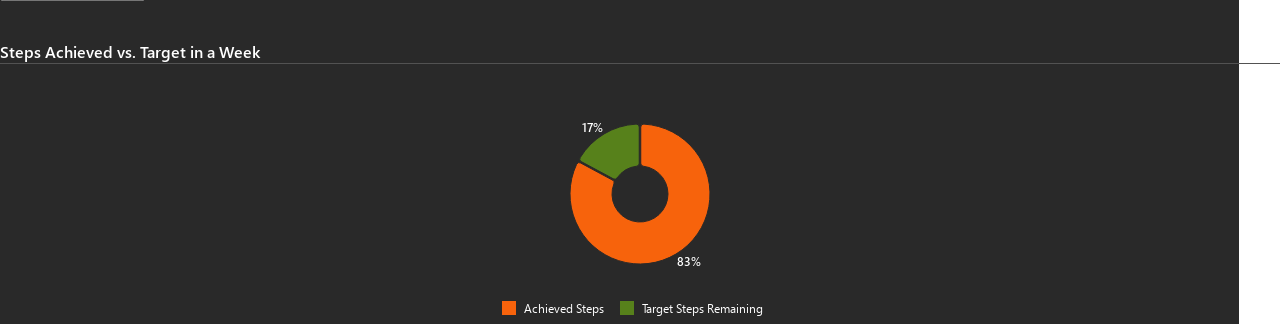 Steps Achieved vs. Target in a Week
17%
83%
Achieved Steps
Target Steps Remaining